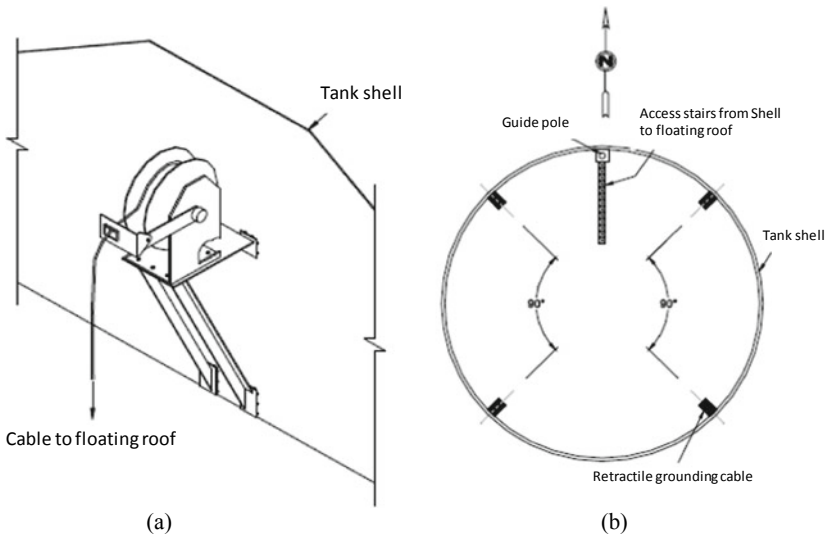 Tank shell
Cable to floating roof
(a)
N
Guide pole
Access stairs from Shell
to floating roof
Tank shell
90°
90°
Retractile grounding cable
(b)